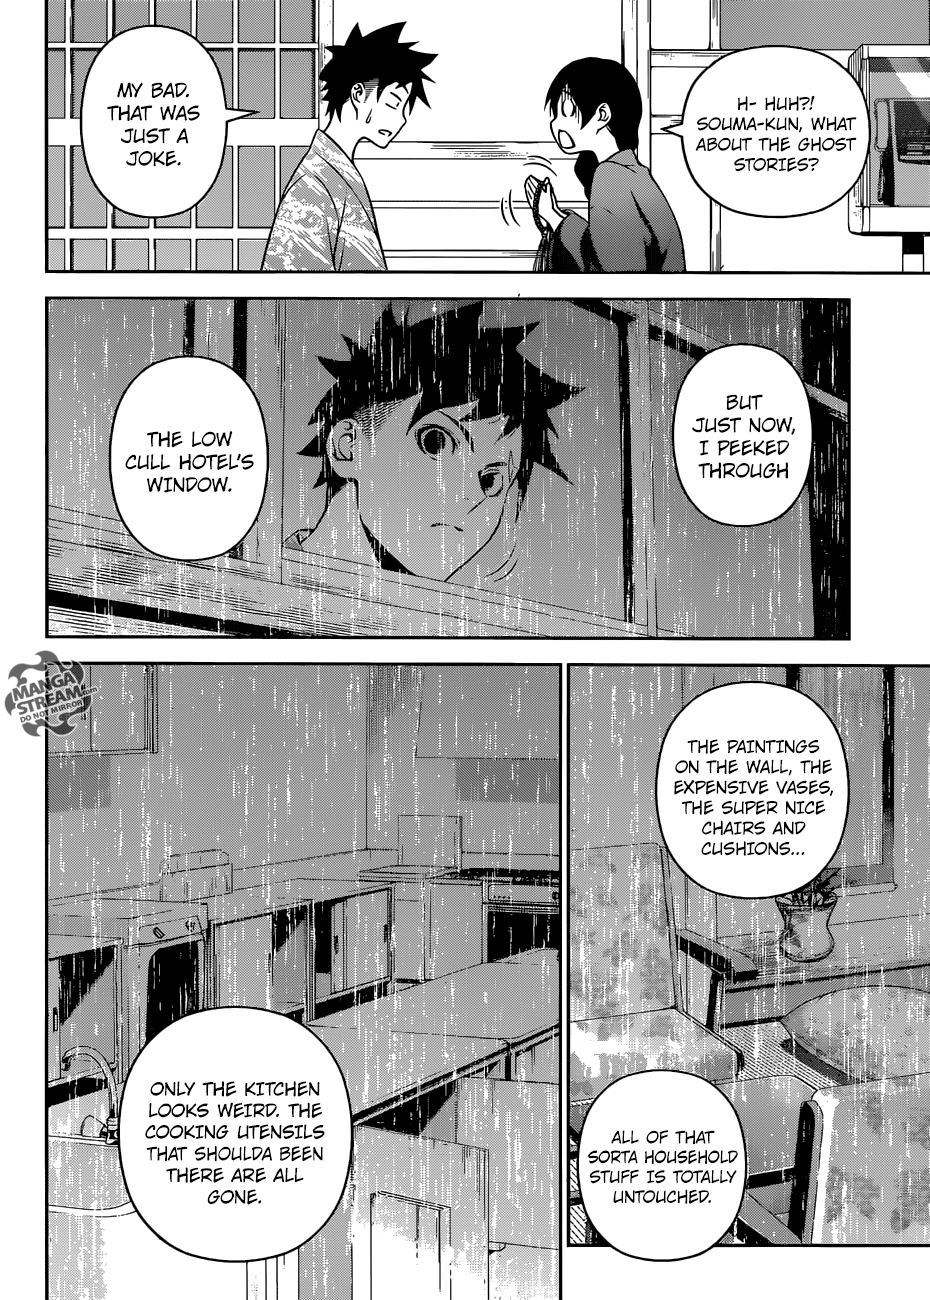 H- HUH?!
SOUMA-KUN, WHAT
ABOUT THE GHOST
STORIES?
MY BAD.
THAT WAS
JUST A
JOKE.
BUT
JUST NOW,
I PEEKED
THROUGH
THE LOW
CULL HOTEL'S
WINDOW.
THE PAINTINGS
ON THE WALL, THE
EXPENSIVE VASES,
THE SUPER NICE
CHAIRS AND
CUSHIONS...
ALL OF THAT
SORTA HOUSEHOLD
STUFF IS TOTALLY
UNTOUCHED.
ONLY THE KITCHEN
LOOKS WEIRD. THE
COOKING UTENSILS
THAT SHOULDA BEEN
THERE ARE ALL
GONE.
MANGA
STREAM.com
DO NOT MIRROR